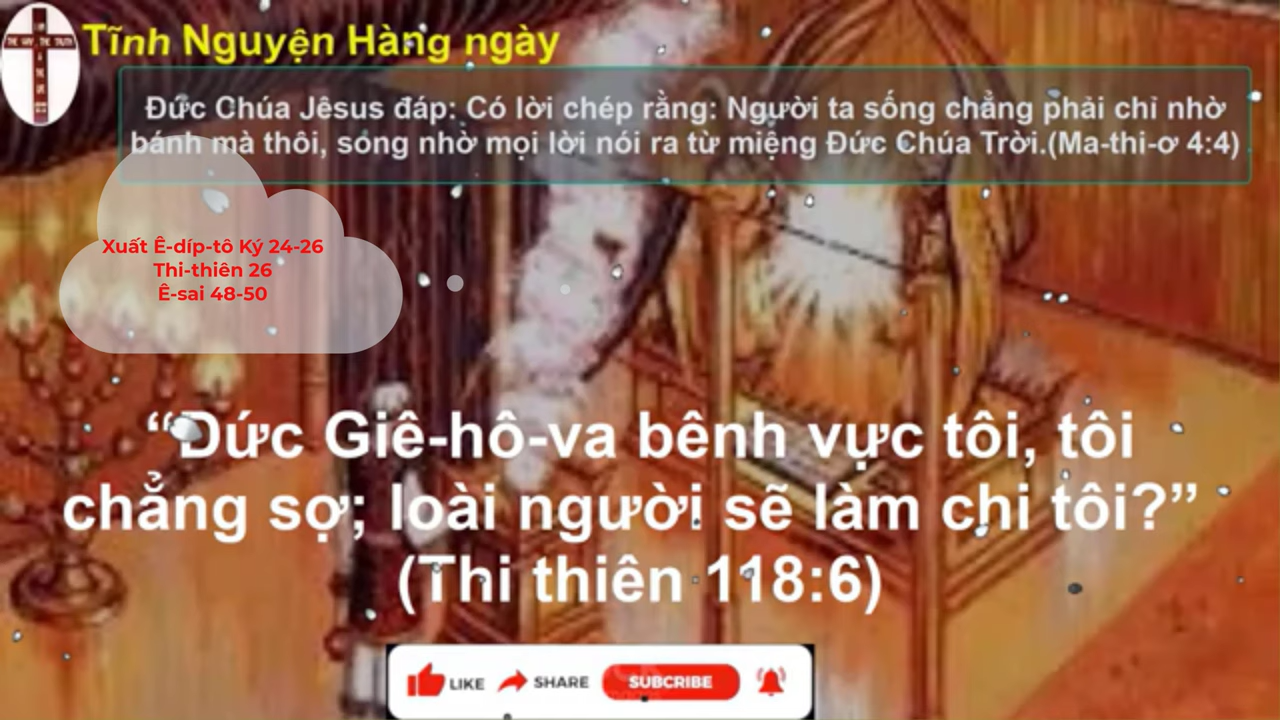 Tĩnh Nguyện Hàng ngày
Đức Chúa Jêsus đáp: Có lời chép rằng: Người ta sống chẳng phải chỉ nhờ
bánh mà thôi, sóng nhờ mọi lời nói ra từ miệng Đức Chúa Trời.(Ma-thi-ơ 4:4)
Xuất Ê-díp-tô Ký 24-26
Thi-thiên 26
Ê-sai 48-50
“Đức Giê-hô-va bênh vực tôi, tôi
chẳng sợ; loài người sẽ làm chi tôi?”
(Thi thiên 118:6)
LIKE SHARE SUBCRIBE